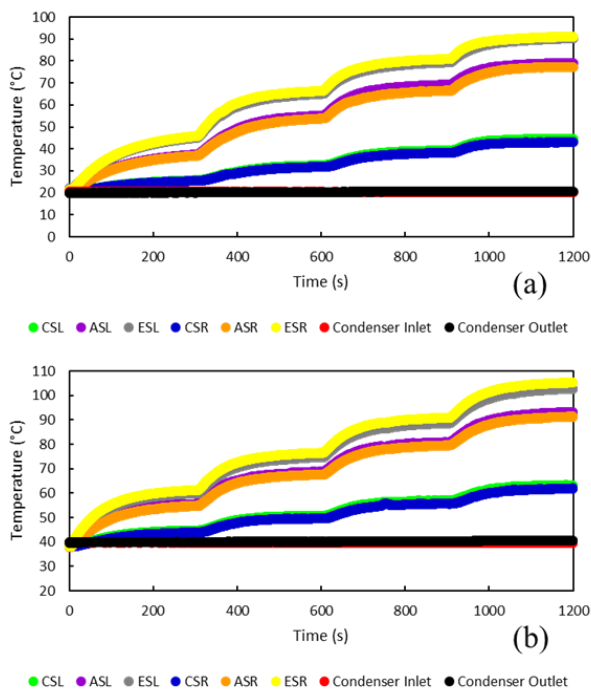 100
90
80
70
60
50
40
30
20
10
0
Temperature (°C)
0 200 400 600 800 1000 1200
Time (s)
(a)
CSL ASL ESL CSR ASR ESR Condenser Inlet Condenser Outlet
110
100
90
80
70
60
50
40
30
20
Temperature (°C)
0 200 400 600 800 1000 1200
Time (s)
(b)
CSL ASL ESL CSR ASR ESR Condenser Inlet Condenser Outlet